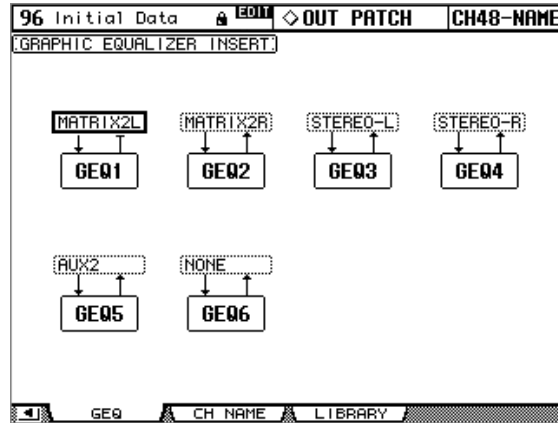 96 Initial Data EDIT ◇OUT PATCH CH48-NAME
GRAPHIC EQUALIZER INSERT
MATRIX2L MATRIX2R STEREO-L STEREO-R
GEQ1 GEQ2 GEQ3 GEQ4
AUX2 NONE
GEQ5 GEQ6
GEQ CH NAME LIBRARY